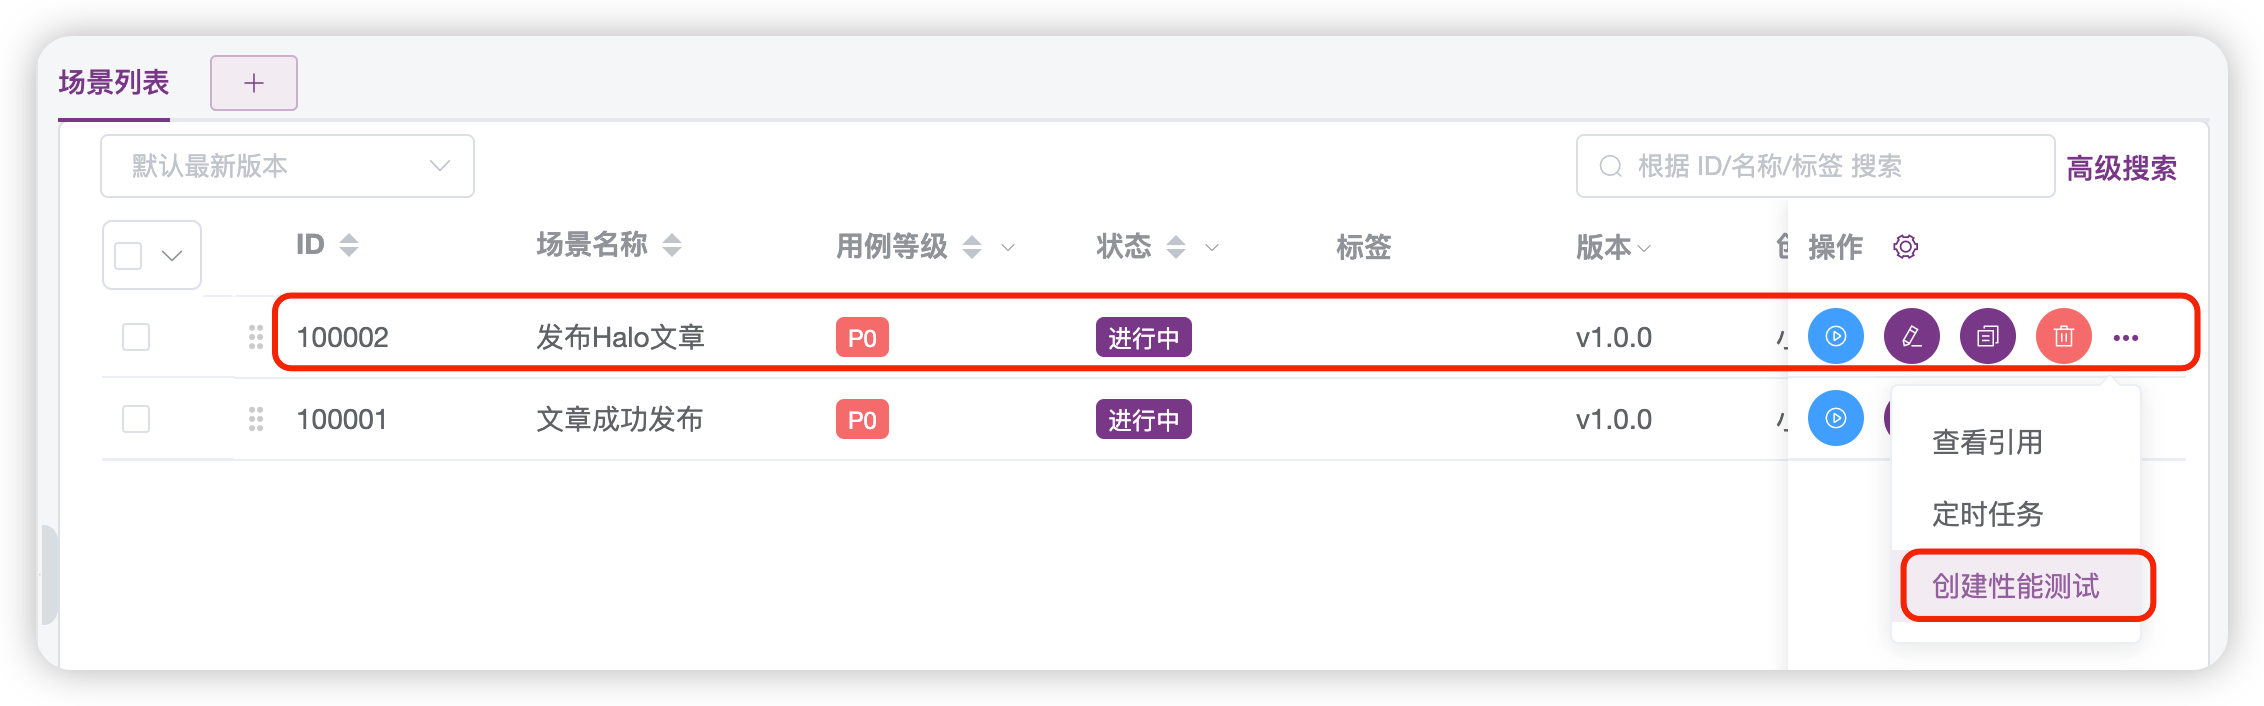 场景列表 +
默认最新版本 根据 ID/名称/标签 搜索 高级搜索
ID 场景名称 用例等级 状态 标签 版本 操作
100002 发布Halo文章 P0 进行中 v1.0.0
100001 文章成功发布 P0 进行中 v1.0.0
查看引用
定时任务
创建性能测试